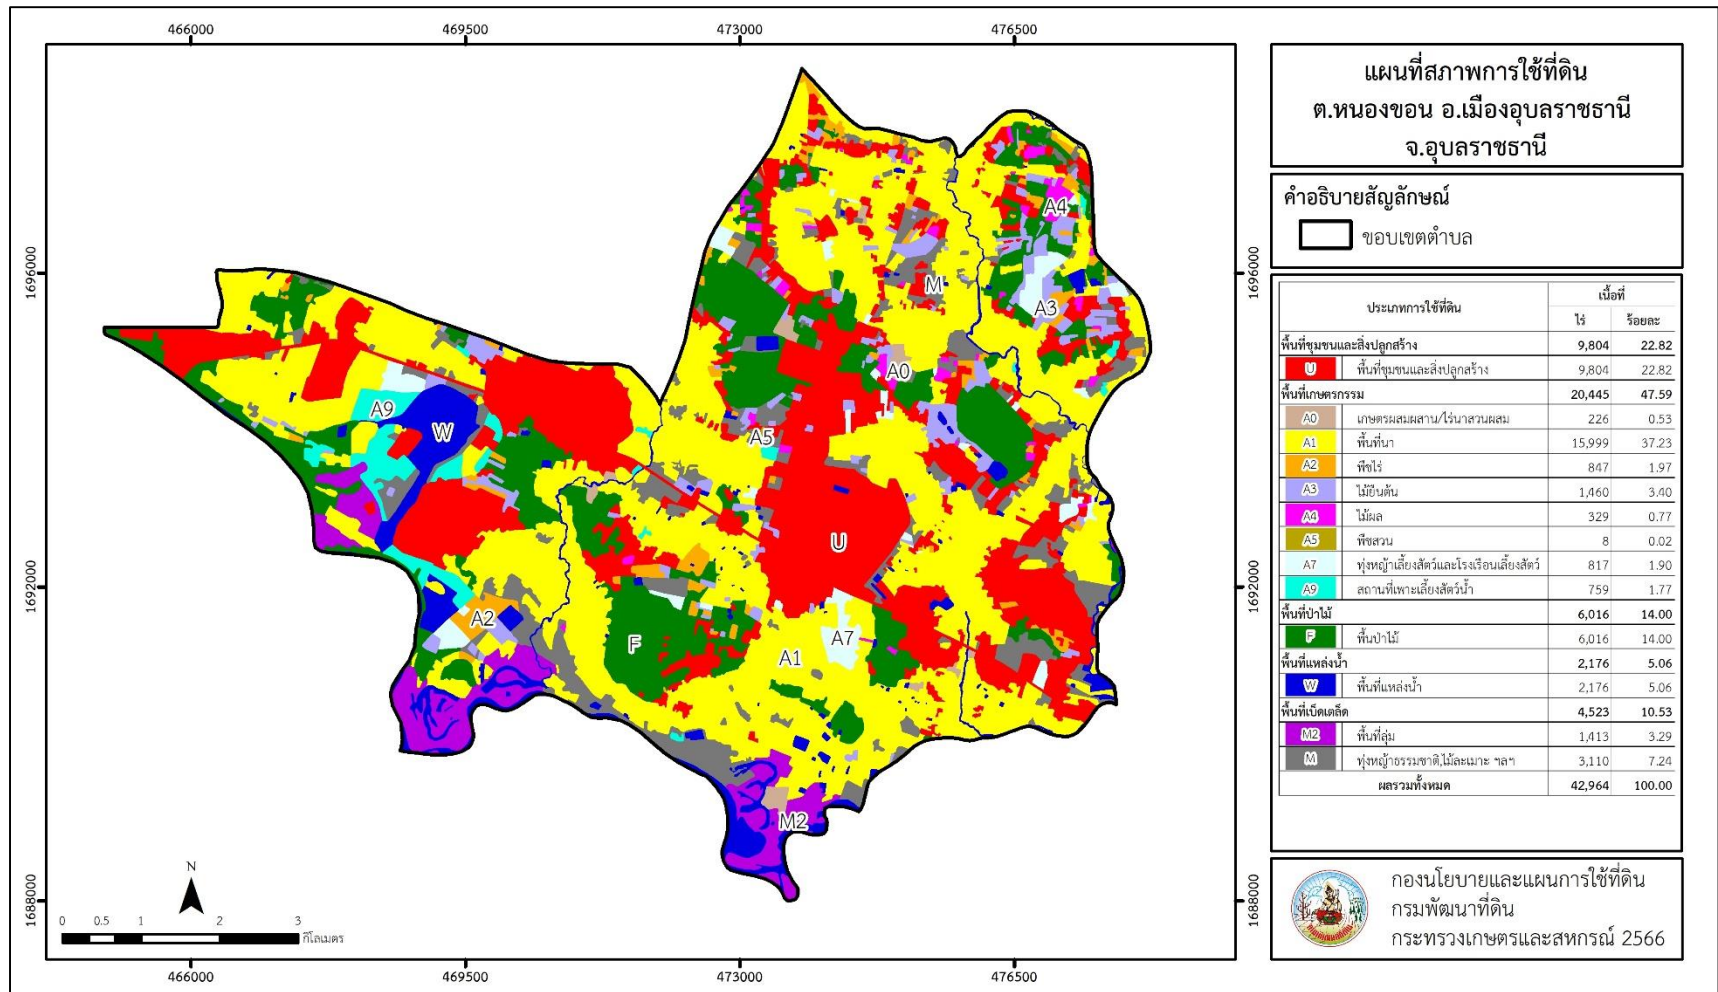 466000 469500 473000 476500
แผนที่สภาพการใช้ที่ดิน
ต.หนองขอน อ.เมืองอุบลราชธานี
จ.อุบลราชธานี
คำอธิบายสัญลักษณ์
ขอบเขตตำบล
ประเภทการใช้ที่ดิน เนื้อที่
ไร่ ร้อยละ
พื้นที่ชุมชนและสิ่งปลูกสร้าง 9,804 22.82
U พื้นที่ชุมชนและสิ่งปลูกสร้าง 9,804 22.82
พื้นที่เกษตรกรรม 20,445 47.59
A0 เกษตรผสมผสาน/ไร่นาสวนผสม 226 0.53
A1 พื้นที่นา 15,999 37.23
A2 พืชไร่ 847 1.97
A3 ไม้ยืนต้น 1,460 3.40
A4 ไม้ผล 329 0.77
A5 พืชสวน 8 0.02
A7 ทุ่งหญ้าเลี้ยงสัตว์และโรงเรือนเลี้ยงสัตว์ 817 1.90
A9 สถานที่เพาะเลี้ยงสัตว์น้ำ 759 1.77
พื้นที่ป่าไม้ 6,016 14.00
F พื้นป่าไม้ 6,016 14.00
พื้นที่แหล่งน้ำ 2,176 5.06
W พื้นที่แหล่งน้ำ 2,176 5.06
พื้นที่เบ็ดเตล็ด 4,523 10.53
M2 พื้นที่ลุ่ม 1,413 3.29
M ทุ่งหญ้าธรรมชาติ,ไม้ละเมาะ ฯลฯ 3,110 7.24
ผลรวมทั้งหมด 42,964 100.00
กองนโยบายและแผนการใช้ที่ดิน
กรมพัฒนาที่ดิน
กระทรวงเกษตรและสหกรณ์ 2566
A4
1696000 1696000
M
A3
A0
A9
W
A5
U
1692000 1692000
A2
F
A7
A1
M2
N
1688000 1688000
0 0.5 1 2 3
กิโลเมตร
466000 469500 473000 476500